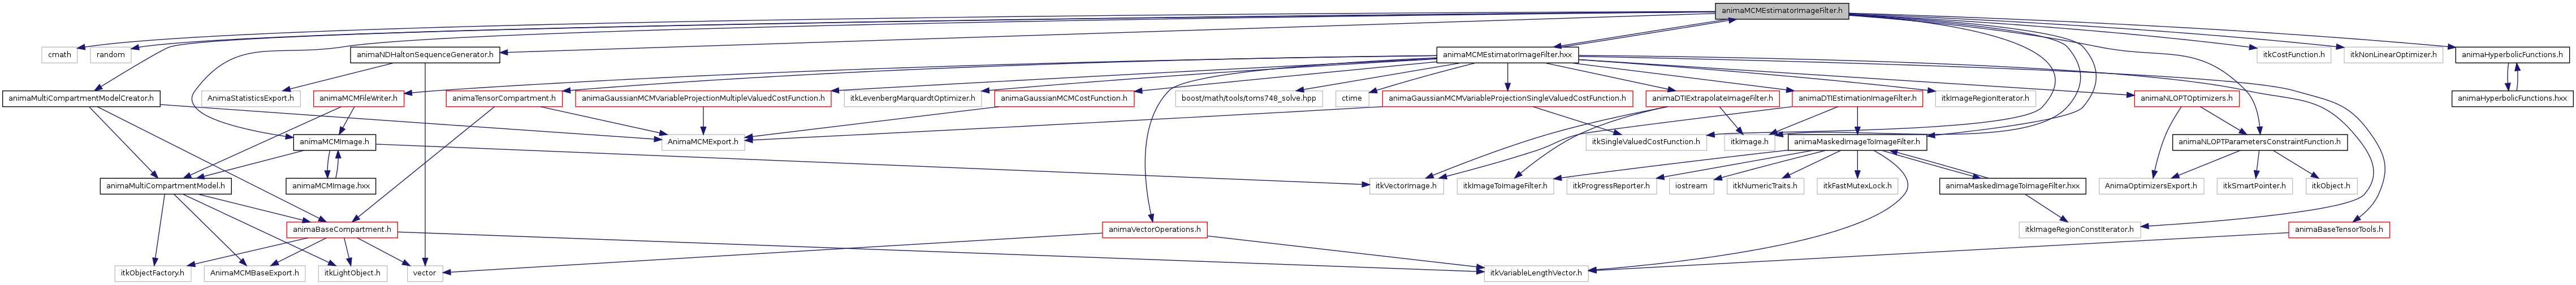 animaMCMEstimatorImageFilter.h
cmath
random
animaNDHaltonSequenceGenerator.h
animaMCMEstimatorImageFilter.hxx
itkCostFunction.h
itkNonLinearOptimizer.h
animaHyperbolicFunctions.h
animaMultiCompartmentModelCreator.h
AnimaStatisticsExport.h
animaMCMFileWriter.h
animaTensorCompartment.h
animaGaussianMCMVariableProjectionMultipleValuedCostFunction.h
itkLevenbergMarquardtOptimizer.h
animaGaussianMCMCostFunction.h
boost/math/tools/toms748_solve.hpp
ctime
animaGaussianMCMVariableProjectionSingleValuedCostFunction.h
animaDTIExtrapolateImageFilter.h
animaDTIEstimationImageFilter.h
itkImageRegionIterator.h
animaNLOPTOptimizers.h
animaHyperbolicFunctions.hxx
animaMCMImage.h
AnimaMCMExport.h
itkSingleValuedCostFunction.h
itkImage.h
animaMaskedImageToImageFilter.h
animaNLOPTParametersConstraintFunction.h
animaMultiCompartmentModel.h
animaMCMImage.hxx
itkVectorImage.h
itkImageToImageFilter.h
itkProgressReporter.h
iostream
itkNumericTraits.h
itkFastMutexLock.h
animaMaskedImageToImageFilter.hxx
AnimaOptimizersExport.h
itkSmartPointer.h
itkObject.h
animaBaseCompartment.h
animaVectorOperations.h
itkImageRegionConstIterator.h
animaBaseTensorTools.h
itkObjectFactory.h
AnimaMCMBaseExport.h
itkLightObject.h
vector
itkVariableLengthVector.h